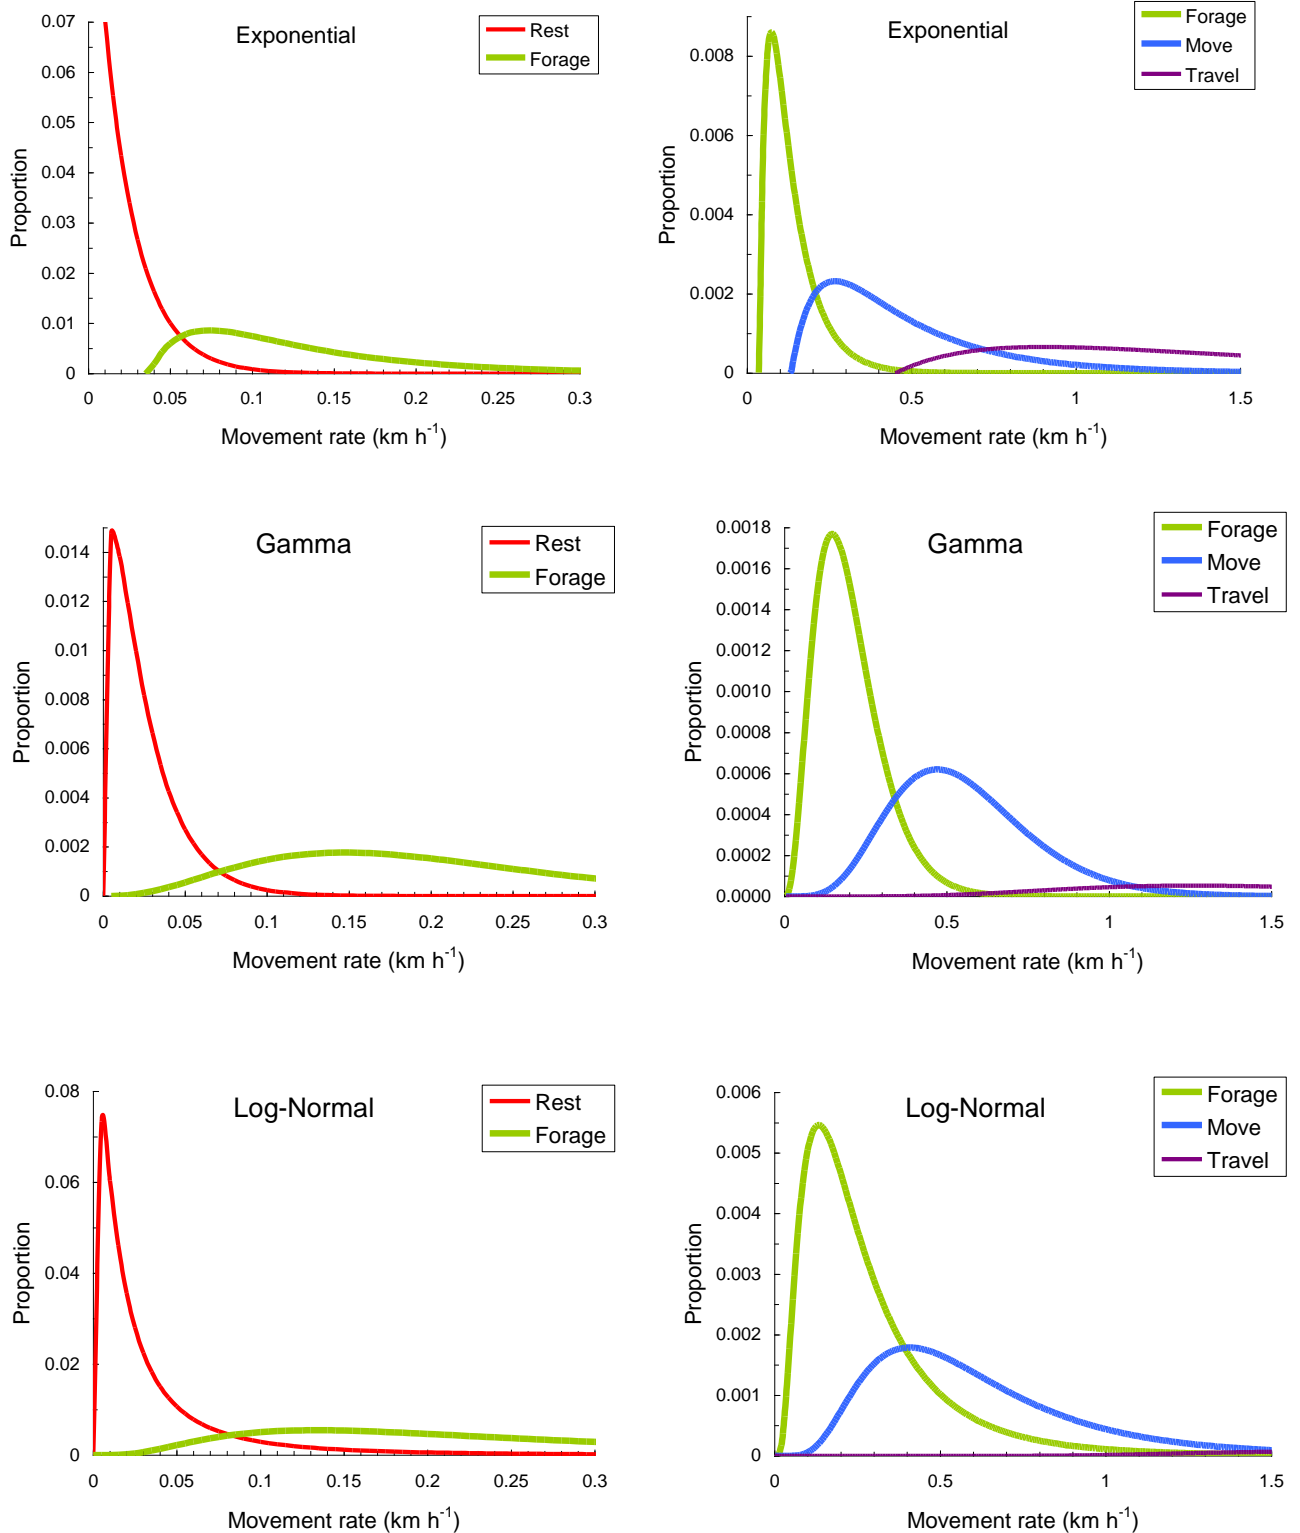 Exponential
Rest
Forage
Proportion
0.07
0.06
0.05
0.04
0.03
0.02
0.01
0
0 0.05 0.1 0.15 0.2 0.25 0.3
Movement rate (km h-1)
Exponential
Forage
Move
Travel
Proportion
0.008
0.006
0.004
0.002
0
0 0.5 1 1.5
Movement rate (km h-1)
Gamma
Rest
Forage
Proportion
0.014
0.012
0.01
0.008
0.006
0.004
0.002
0
0 0.05 0.1 0.15 0.2 0.25 0.3
Movement rate (km h-1)
Gamma
Forage
Move
Travel
Proportion
0.0018
0.0016
0.0014
0.0012
0.0010
0.0008
0.0006
0.0004
0.0002
0.0000
0 0.5 1 1.5
Movement rate (km h-1)
Log-Normal
Rest
Forage
Proportion
0.08
0.06
0.04
0.02
0
0 0.05 0.1 0.15 0.2 0.25 0.3
Movement rate (km h-1)
Log-Normal
Forage
Move
Travel
Proportion
0.006
0.005
0.004
0.003
0.002
0.001
0
0 0.5 1 1.5
Movement rate (km h-1)